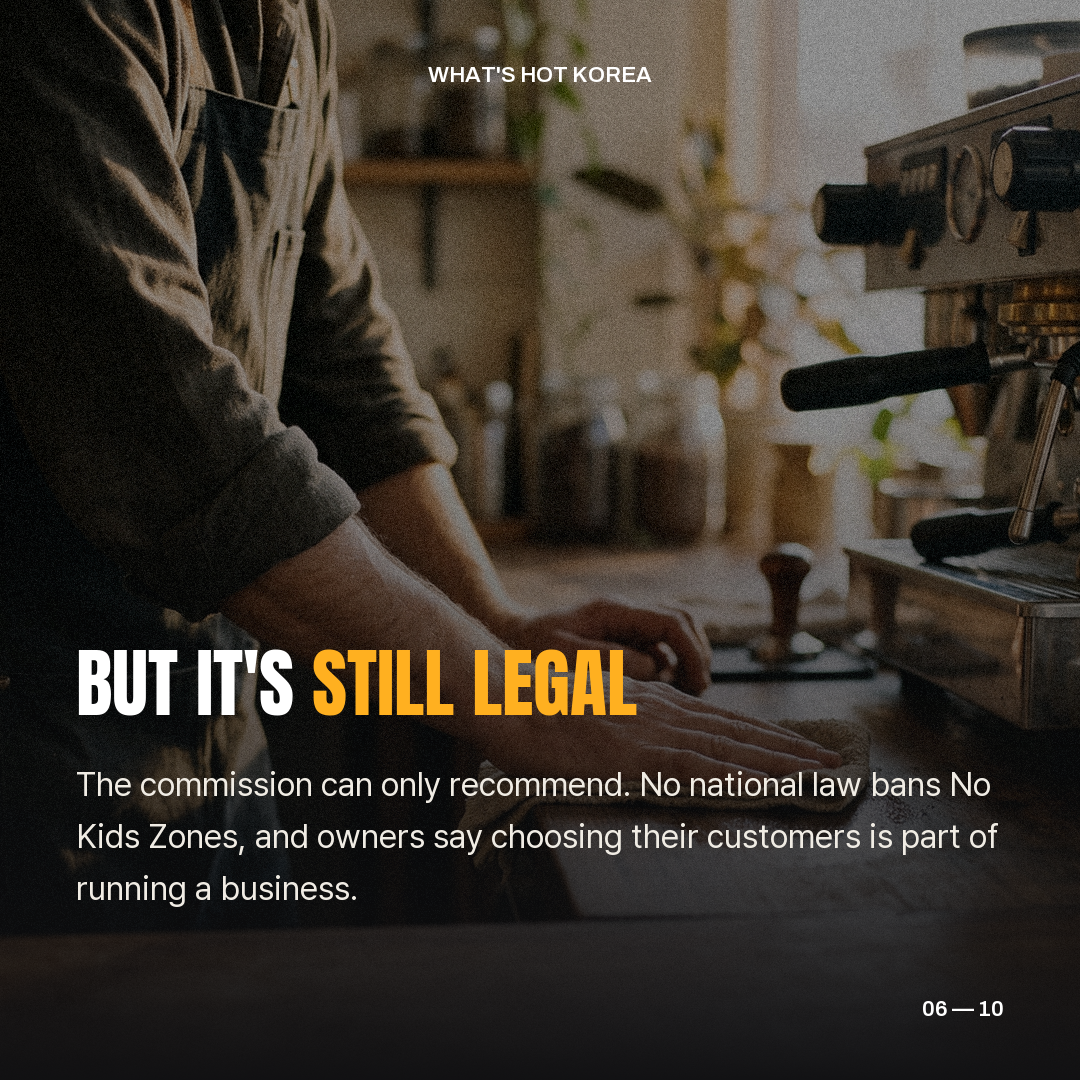 WHAT'S HOT KOREA
BUT IT'S STILL LEGAL
The commission can only recommend. No national law bans No
Kids Zones, and owners say choosing their customers is part of
running a business.
06 — 10